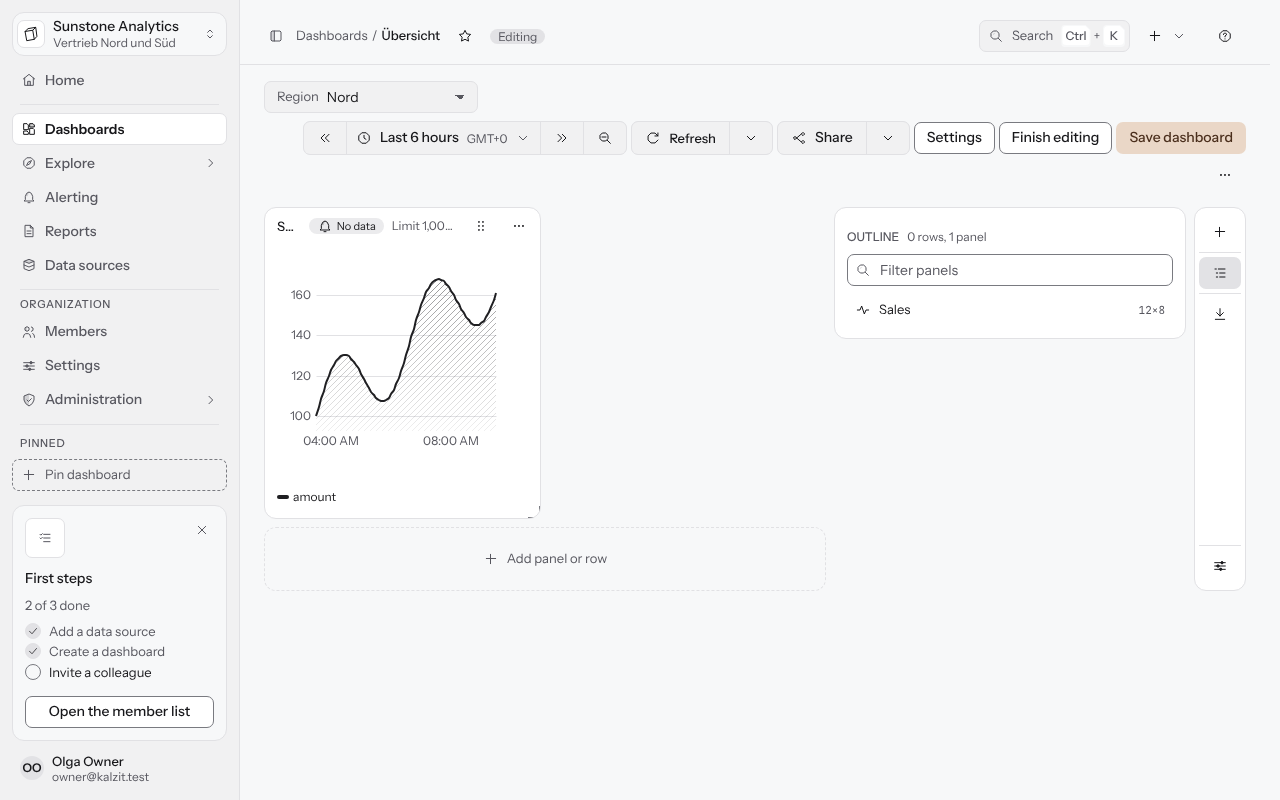 Sunstone Analytics
Vertrieb Nord und Süd
Home
Dashboards
Explore
Alerting
Reports
Data sources
ORGANIZATION
Members
Settings
Administration
PINNED
Pin dashboard
First steps
2 of 3 done
Add a data source
Create a dashboard
Invite a colleague
Open the member list
OO Olga Owner
owner@kalzit.test
Dashboards / Übersicht Editing
Search Ctrl + K
Region Nord
Last 6 hours GMT+0 Refresh Share Settings Finish editing Save dashboard
S... No data Limit 1,00...
160
140
120
100
04:00 AM 08:00 AM
amount
Add panel or row
OUTLINE 0 rows, 1 panel
Filter panels
Sales 12×8